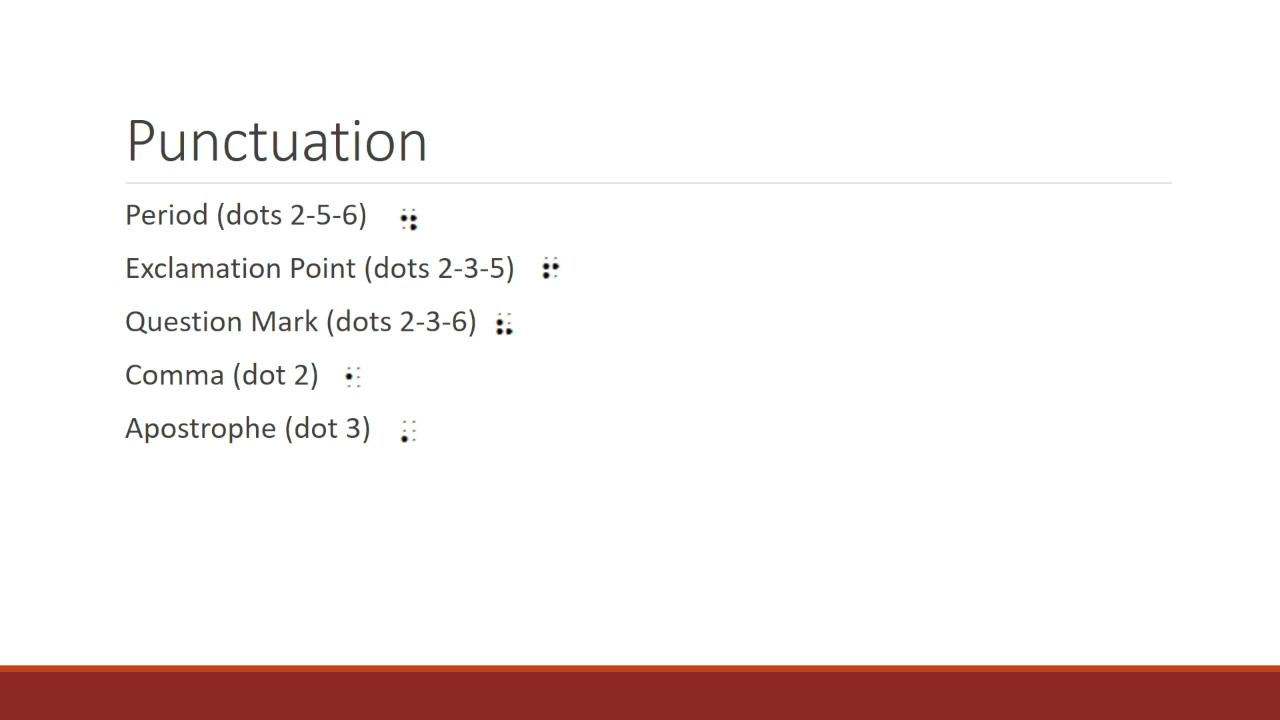 Punctuation
Period (dots 2-5-6) ⠲
Exclamation Point (dots 2-3-5) ⠖
Question Mark (dots 2-3-6) ⠦
Comma (dot 2) ⠂
Apostrophe (dot 3) ⠄